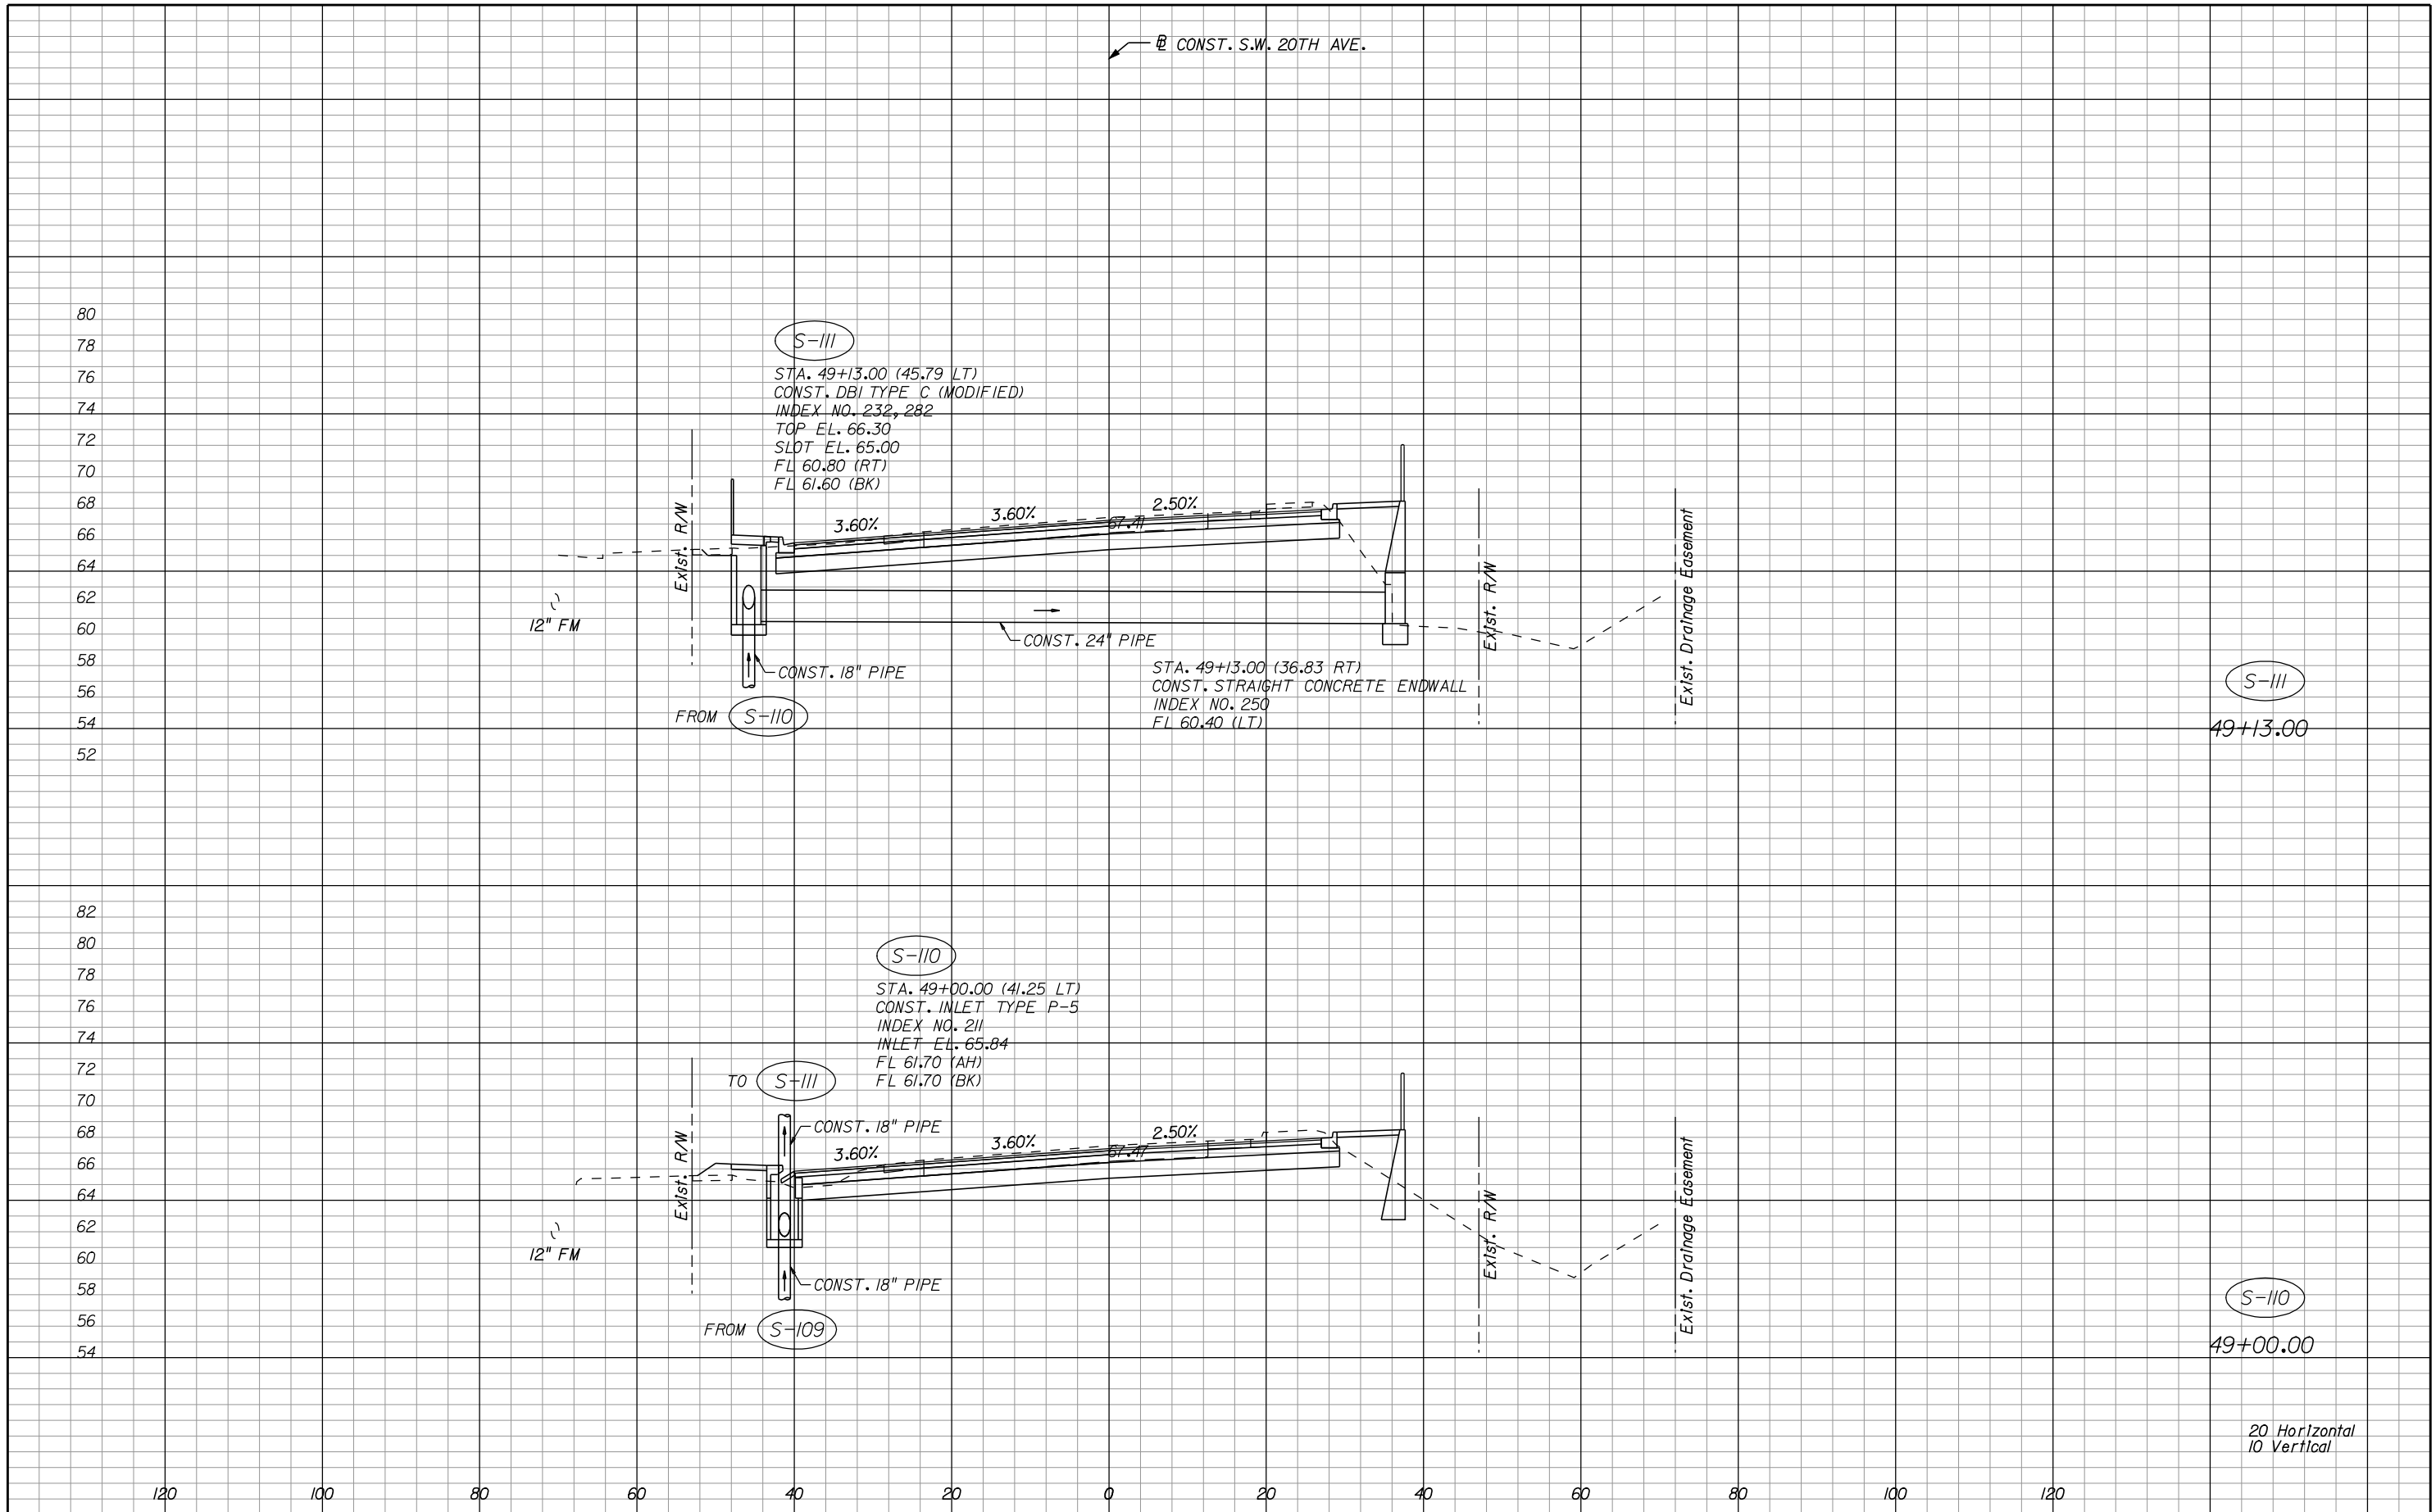 ⅊ CONST. S.W. 20TH AVE.
80
78
76
74
72
70
68
66
64
62
60
58
56
54
52
S-111
STA. 49+13.00 (45.79 LT)
CONST. DBI TYPE C (MODIFIED)
INDEX NO. 232, 282
TOP EL. 66.30
SLOT EL. 65.00
FL 60.80 (RT)
FL 61.60 (BK)
Exist. R/W
3.60%
3.60%
2.50%
67.41
12" FM
CONST. 24" PIPE
CONST. 18" PIPE
FROM S-110
STA. 49+13.00 (36.83 RT)
CONST. STRAIGHT CONCRETE ENDWALL
INDEX NO. 250
FL 60.40 (LT)
Exist. R/W
Exist. Drainage Easement
S-111
49+13.00
82
80
78
76
74
72
70
68
66
64
62
60
58
56
54
S-110
STA. 49+00.00 (41.25 LT)
CONST. INLET TYPE P-5
INDEX NO. 211
INLET EL. 65.84
FL 61.70 (AH)
FL 61.70 (BK)
TO S-111
CONST. 18" PIPE
Exist. R/W
3.60%
3.60%
2.50%
67.47
12" FM
CONST. 18" PIPE
FROM S-109
Exist. R/W
Exist. Drainage Easement
S-110
49+00.00
20 Horizontal
10 Vertical
120 100 80 60 40 20 0 20 40 60 80 100 120